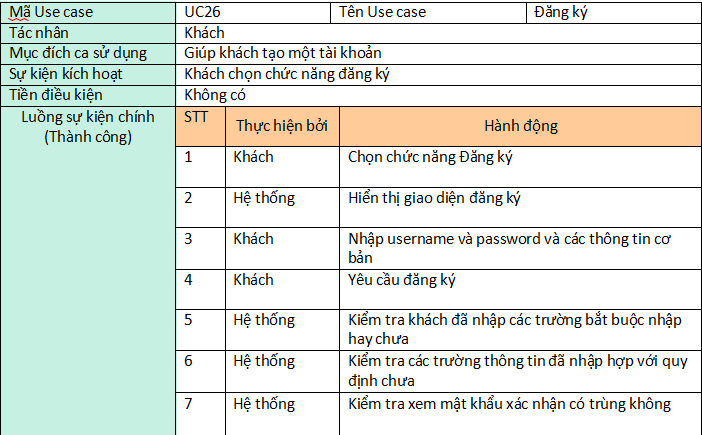 Mã Use case UC26 Tên Use case Đăng ký
Tác nhân Khách
Mục đích ca sử dụng Giúp khách tạo một tài khoản
Sự kiện kích hoạt Khách chọn chức năng đăng ký
Tiền điều kiện Không có
Luồng sự kiện chính
(Thành công)
STT Thực hiện bởi Hành động
1 Khách Chọn chức năng Đăng ký
2 Hệ thống Hiển thị giao diện đăng ký
3 Khách Nhập username và password và các thông tin cơ
bản
4 Khách Yêu cầu đăng ký
5 Hệ thống Kiểm tra khách đã nhập các trường bắt buộc nhập
hay chưa
6 Hệ thống Kiểm tra các trường thông tin đã nhập hợp với quy
định chưa
7 Hệ thống Kiểm tra xem mật khẩu xác nhận có trùng không